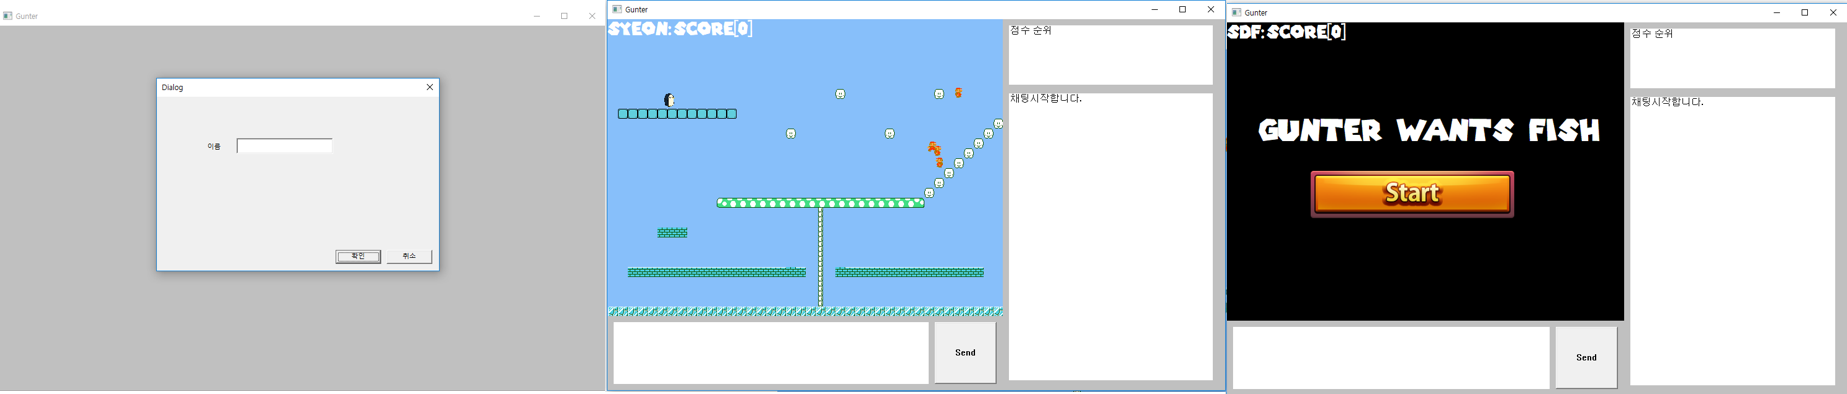 Gunter
Dialog
이름
확인
취소
Gunter
SYEON: SCORE[0]
점수 순위
채팅시작합니다.
Send
Gunter
SDF: SCORE[0]
점수 순위
채팅시작합니다.
GUNTER WANTS FISH
Start
Send